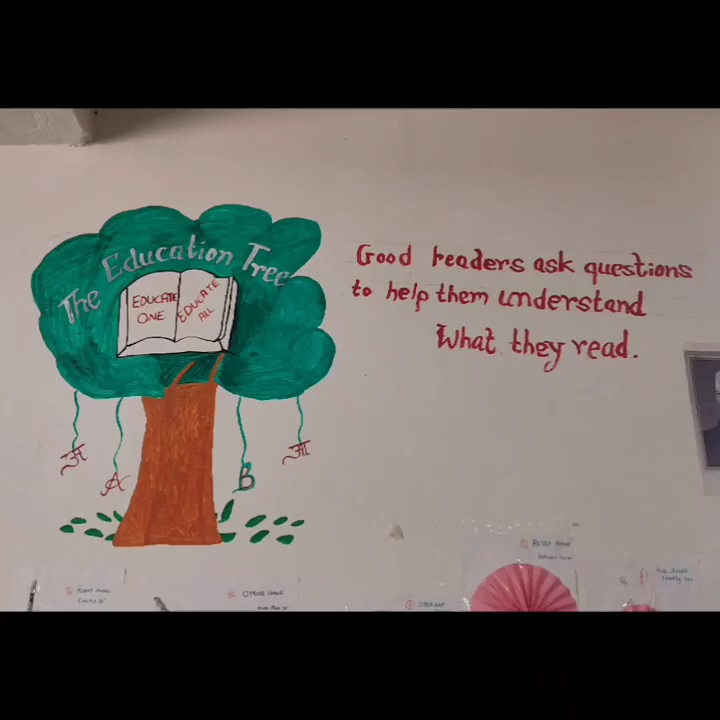 The Education Tree
EDUCATE
ONE
EDUCATE
ALL
Good readers ask questions
to help them understand
What they read.
अ
A
B
आ